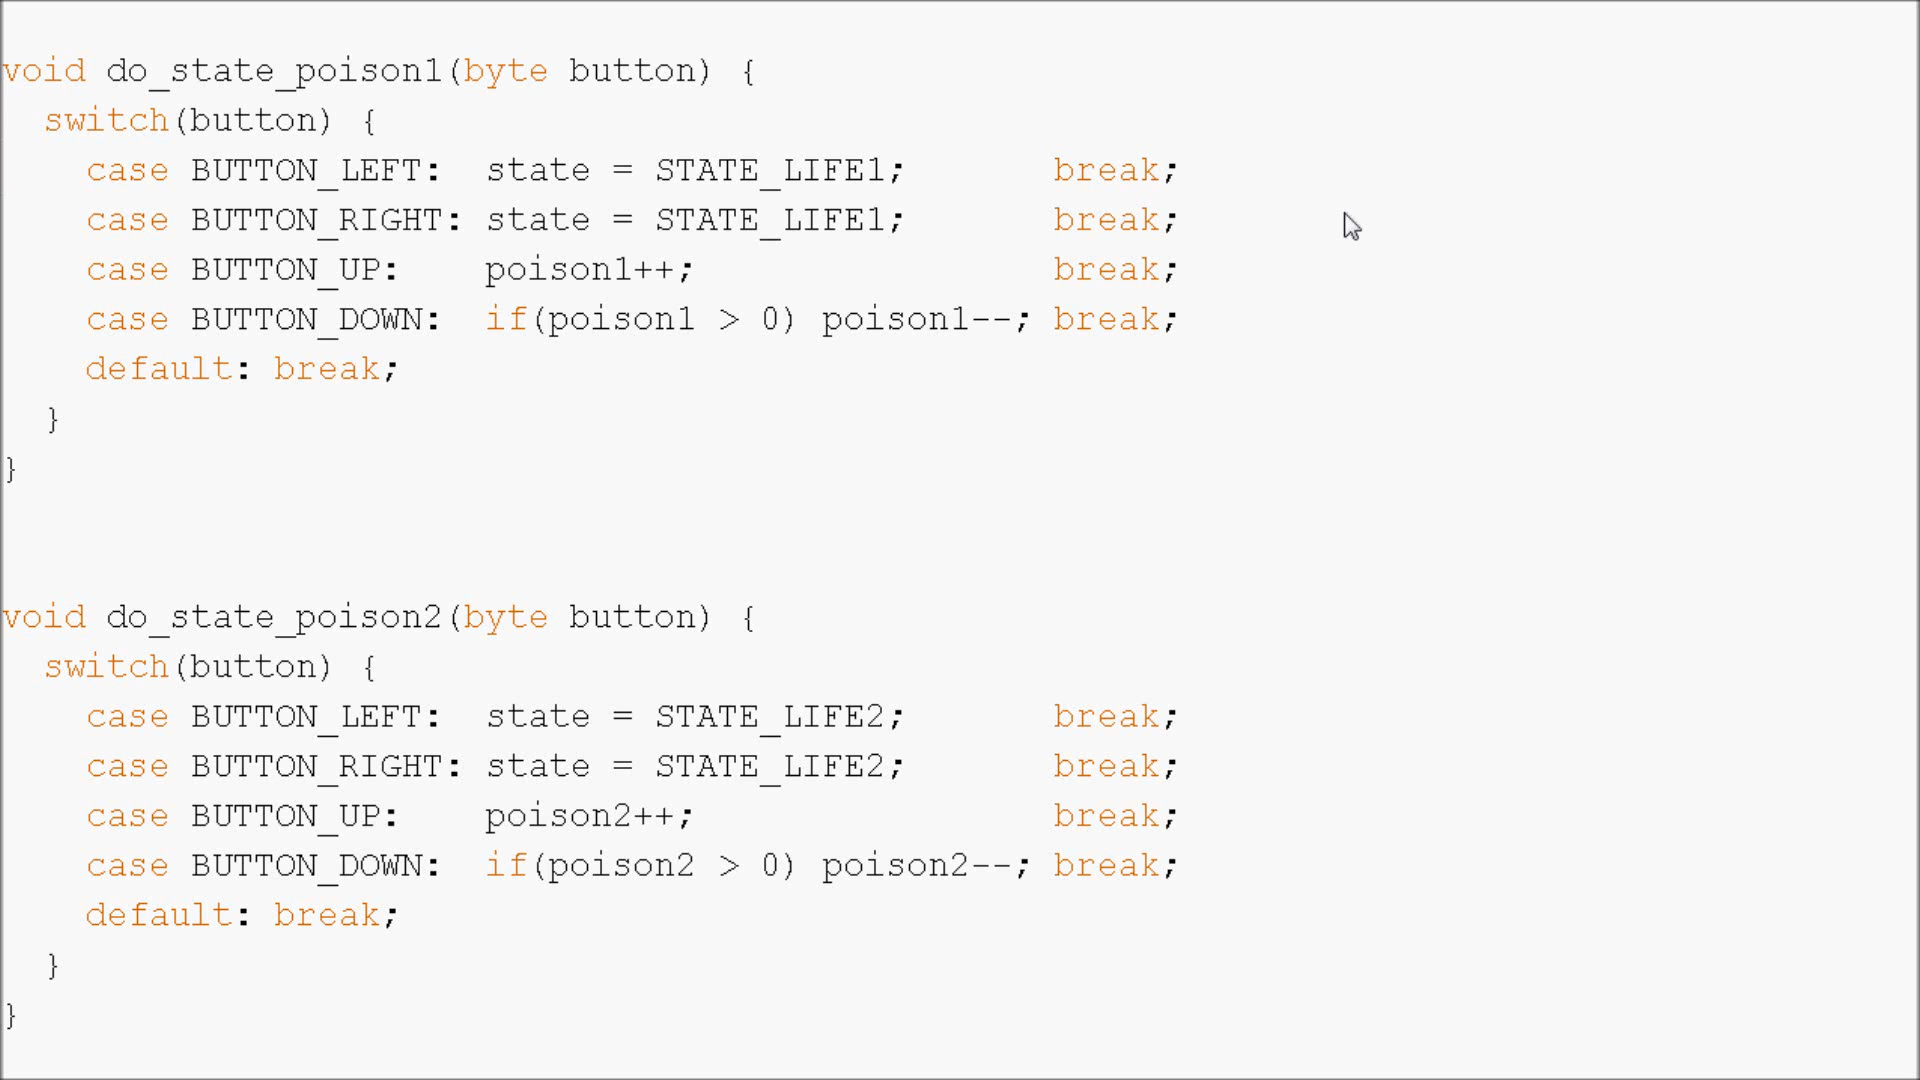 void do_state_poison1(byte button) {
  switch(button) {
    case BUTTON_LEFT:  state = STATE_LIFE1;       break;
    case BUTTON_RIGHT: state = STATE_LIFE1;       break;
    case BUTTON_UP:    poison1++;                 break;
    case BUTTON_DOWN:  if(poison1 > 0) poison1--; break;
    default: break;
  }
}
void do_state_poison2(byte button) {
  switch(button) {
    case BUTTON_LEFT:  state = STATE_LIFE2;       break;
    case BUTTON_RIGHT: state = STATE_LIFE2;       break;
    case BUTTON_UP:    poison2++;                 break;
    case BUTTON_DOWN:  if(poison2 > 0) poison2--; break;
    default: break;
  }
}